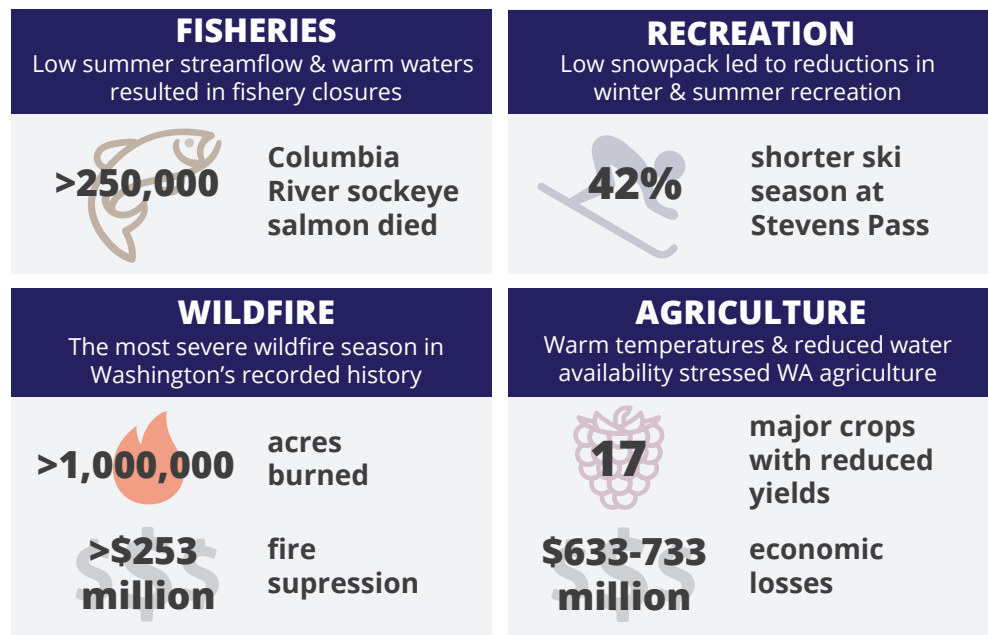 FISHERIES
Low summer streamflow & warm waters
resulted in fishery closures
>250,000
Columbia
River sockeye
salmon died
RECREATION
Low snowpack led to reductions in
winter & summer recreation
42%
shorter ski
season at
Stevens Pass
WILDFIRE
The most severe wildfire season in
Washington’s recorded history
>1,000,000
acres
burned
>$253
million
fire
supression
AGRICULTURE
Warm temperatures & reduced water
availability stressed WA agriculture
17
major crops
with reduced
yields
$633-733
million
economic
losses